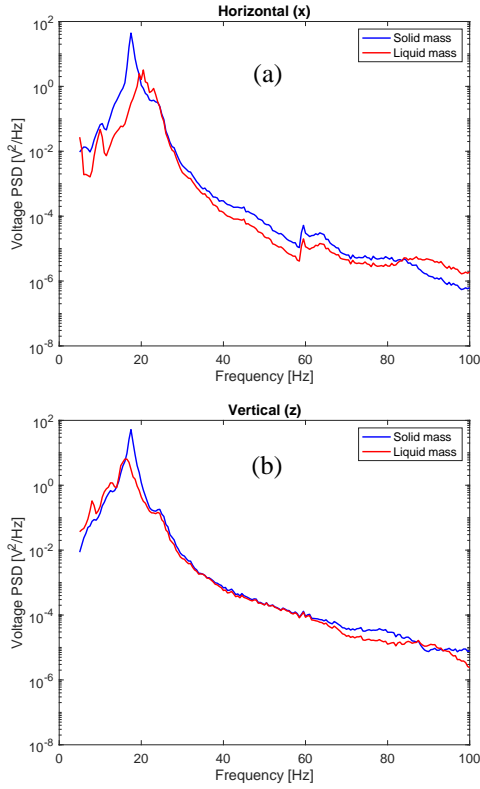 Horizontal (x)
10^2
10^0
10^-2
10^-4
10^-6
10^-8
Voltage PSD [V^2/Hz]
Solid mass
Liquid mass
(a)
0 20 40 60 80 100
Frequency [Hz]
Vertical (z)
10^2
10^0
10^-2
10^-4
10^-6
10^-8
Voltage PSD [V^2/Hz]
Solid mass
Liquid mass
(b)
0 20 40 60 80 100
Frequency [Hz]